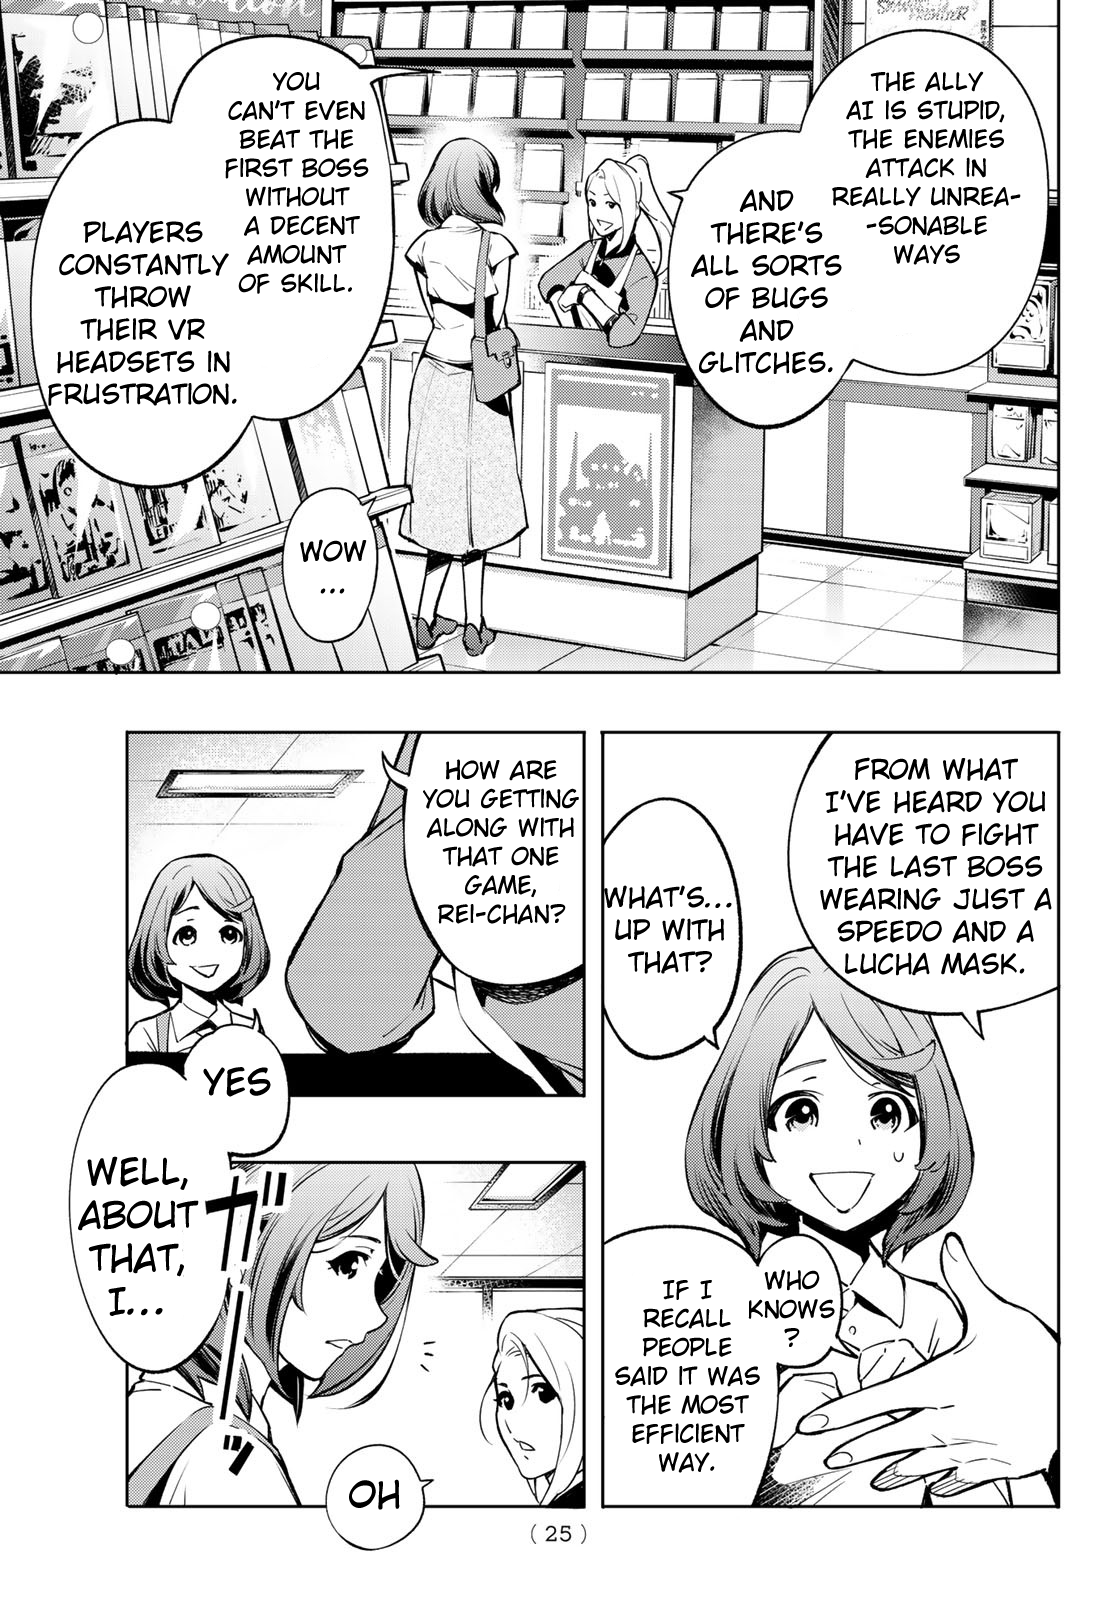 THE ALLY
AI IS STUPID,
THE ENEMIES
ATTACK IN
REALLY UNREA-
-SONABLE
WAYS
AND
THERE'S
ALL SORTS
OF BUGS
AND
GLITCHES.
YOU
CAN'T EVEN
BEAT THE
FIRST BOSS
WITHOUT
A DECENT
AMOUNT
OF SKILL.
PLAYERS
CONSTANTLY
THROW
THEIR VR
HEADSETS IN
FRUSTRATION.
WOW
...
FROM WHAT
I'VE HEARD YOU
HAVE TO FIGHT
THE LAST BOSS
WEARING JUST A
SPEEDO AND A
LUCHA MASK.
WHAT'S...
UP WITH
THAT?
WHO
KNOWS
?
IF I
RECALL
PEOPLE
SAID IT WAS
THE MOST
EFFICIENT
WAY.
HOW ARE
YOU GETTING
ALONG WITH
THAT ONE
GAME,
REI-CHAN?
YES
WELL,
ABOUT
THAT,
I...
ガバ
OH
( 25 )